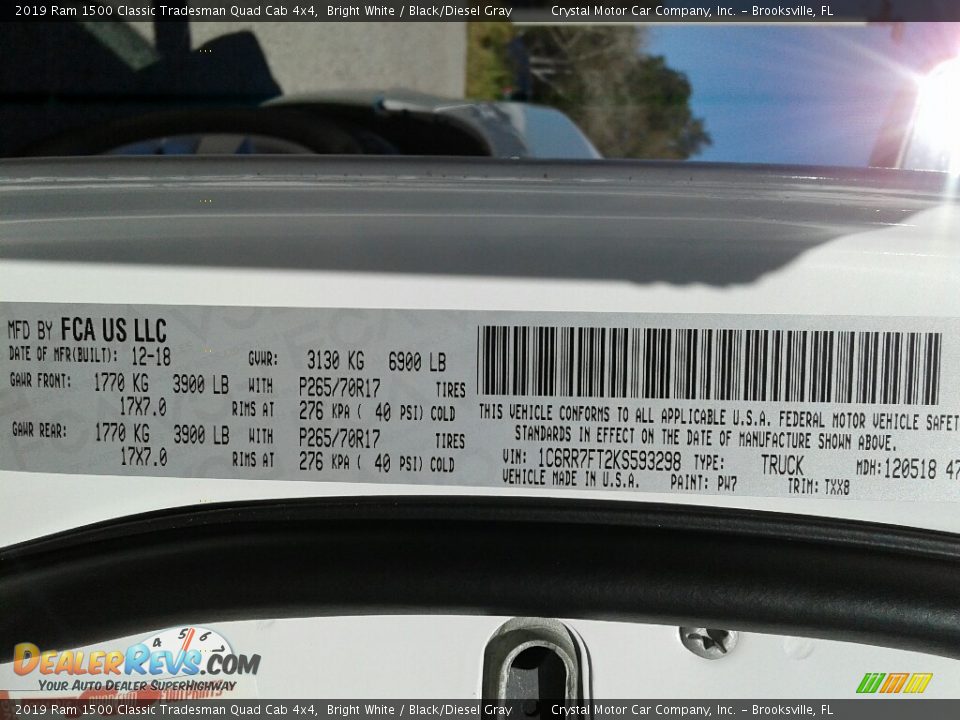 2019 Ram 1500 Classic Tradesman Quad Cab 4x4, Bright White / Black/Diesel Gray Crystal Motor Car Company, Inc. – Brooksville, FL
MFD BY FCA US LLC
DATE OF MFR(BUILT): 12-18 GVWR: 3130 KG 6900 LB
GAWR FRONT: 1770 KG 3900 LB WITH P265/70R17 TIRES
17X7.0 RIMS AT 276 KPA ( 40 PSI) COLD
GAWR REAR: 1770 KG 3900 LB WITH P265/70R17 TIRES
17X7.0 RIMS AT 276 KPA ( 40 PSI) COLD
THIS VEHICLE CONFORMS TO ALL APPLICABLE U.S.A. FEDERAL MOTOR VEHICLE SAFET
STANDARDS IN EFFECT ON THE DATE OF MANUFACTURE SHOWN ABOVE.
VIN: 1C6RR7FT2KS593298 TYPE: TRUCK MDH: 120518 47
VEHICLE MADE IN U.S.A. PAINT: PW7 TRIM: TXX8
4 5 6
DEALERREVS.COM
YOUR AUTO DEALER SUPERHIGHWAY
2019 Ram 1500 Classic Tradesman Quad Cab 4x4, Bright White / Black/Diesel Gray Crystal Motor Car Company, Inc. – Brooksville, FL